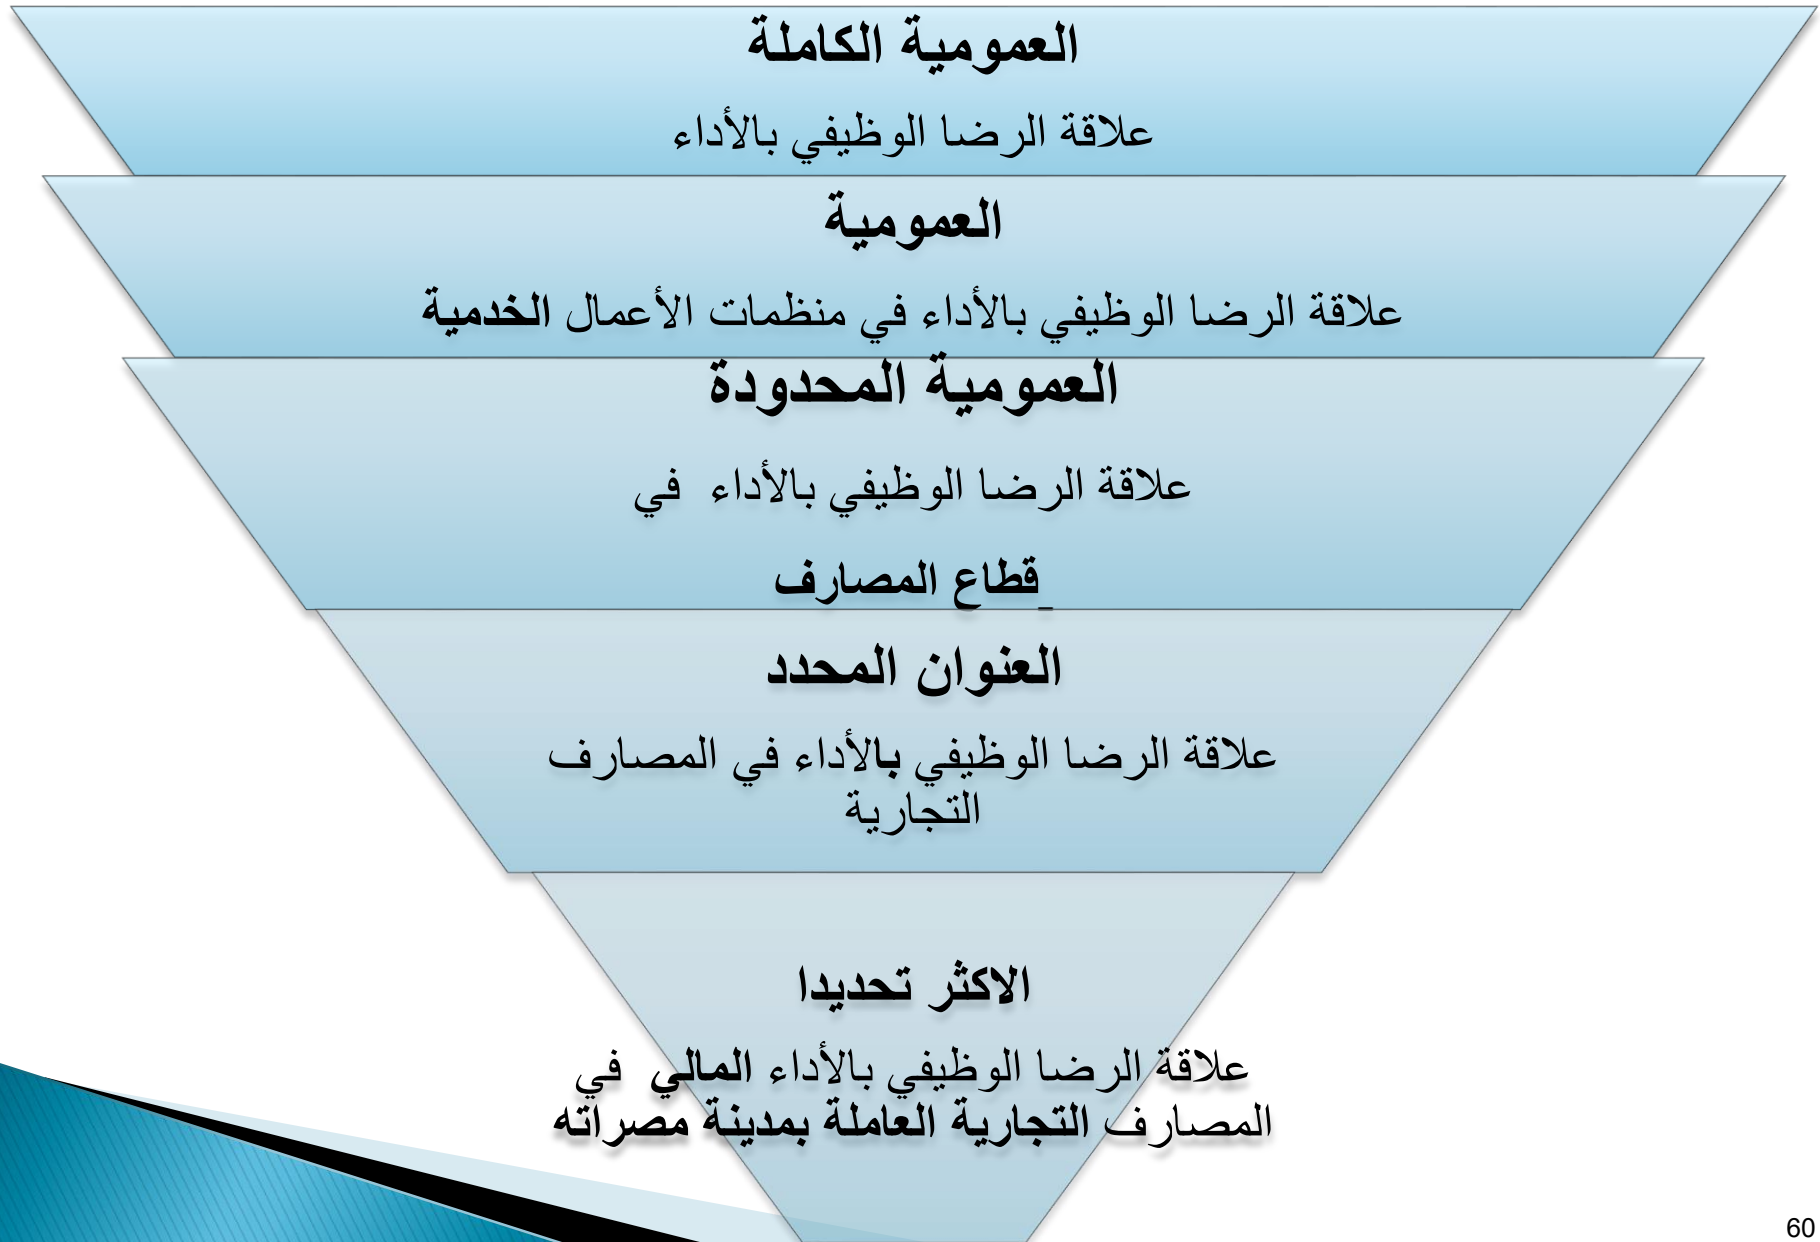 العمومية الكاملة
علاقة الرضا الوظيفي بالأداء
العمومية
علاقة الرضا الوظيفي بالأداء في منظمات الأعمال الخدمية
العمومية المحدودة
علاقة الرضا الوظيفي بالأداء في
قطاع المصارف
العنوان المحدد
علاقة الرضا الوظيفي بالأداء في المصارف
التجارية
الاكثر تحديدا
علاقة الرضا الوظيفي بالأداء المالي في
المصارف التجارية العاملة بمدينة مصراته
60